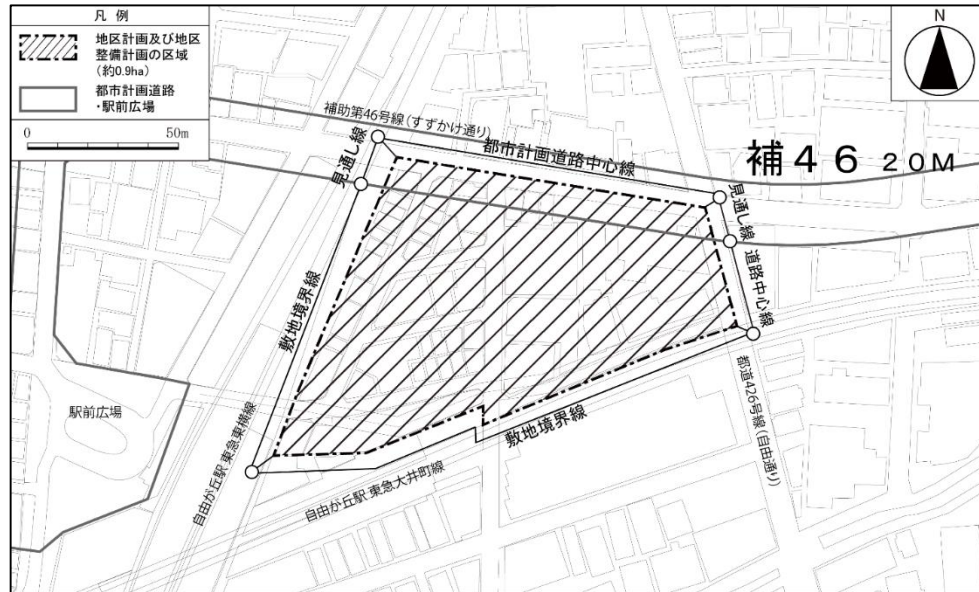 凡 例
地区計画及び地区
整備計画の区域
(約0.9ha)
都市計画道路
・駅前広場
0 50m
N
補助第46号線(すずかけ通り)
都市計画道路中心線
補46 20M
見通し線
見通し線
道路中心線
敷地境界線
敷地境界線
駅前広場
自由が丘駅 東急東横線
自由が丘駅 東急大井町線
都道426号線(自由通り)